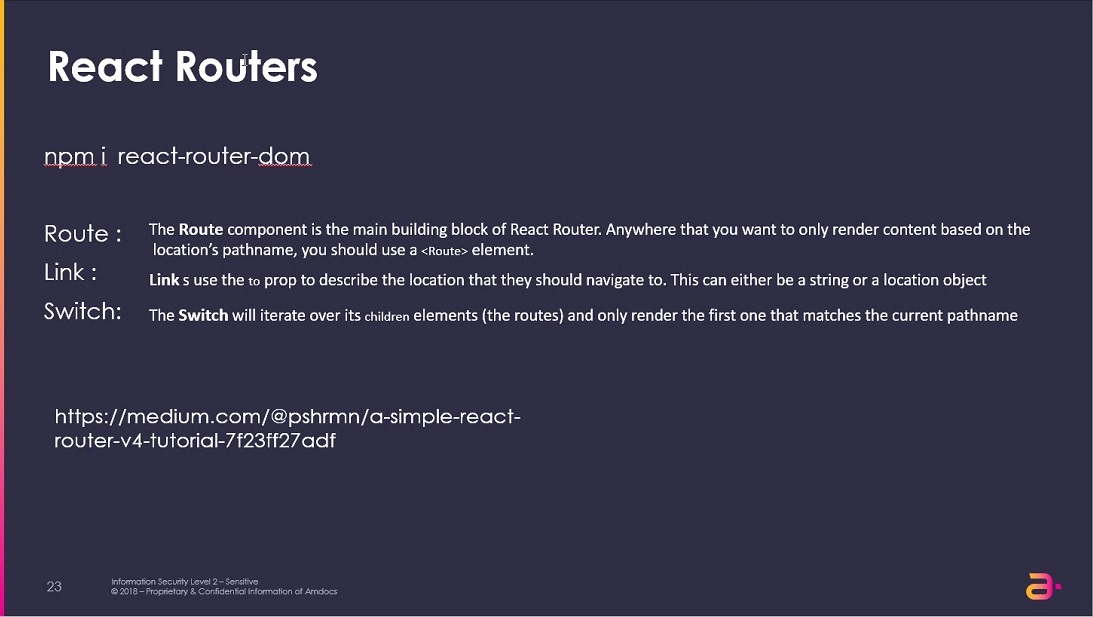 React Routers
npm i react-router-dom
Route :
The Route component is the main building block of React Router. Anywhere that you want to only render content based on the
location’s pathname, you should use a <Route> element.
Link :
Link s use the to prop to describe the location that they should navigate to. This can either be a string or a location object
Switch:
The Switch will iterate over its children elements (the routes) and only render the first one that matches the current pathname
https://medium.com/@pshrmn/a-simple-react-
router-v4-tutorial-7f23ff27adf
23
Information Security Level 2 – Sensitive
© 2018 – Proprietary & Confidential Information of Amdocs